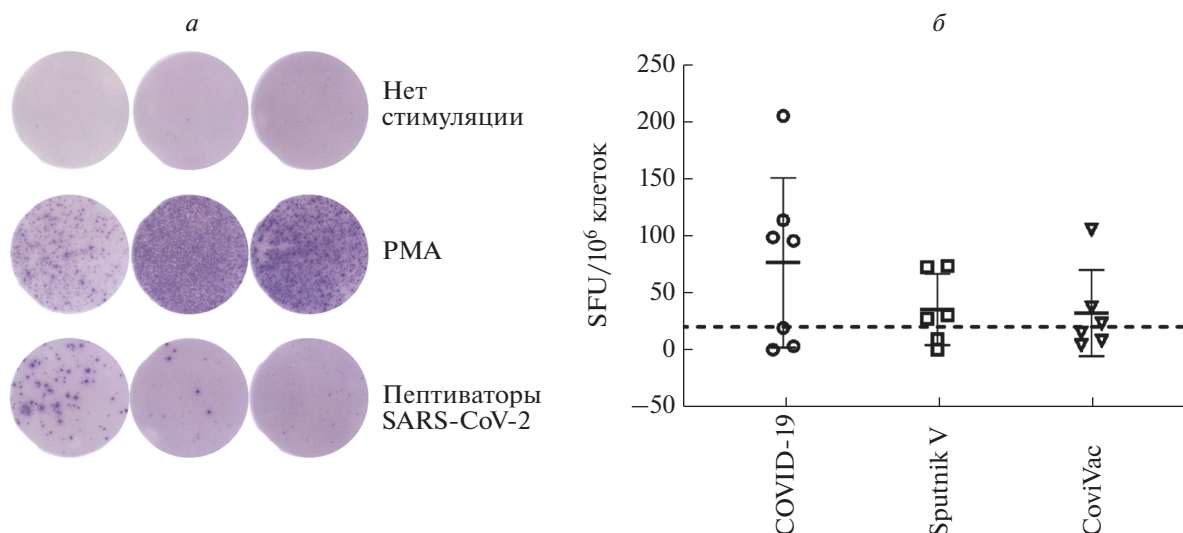 а
Нет
стимуляции
PMA
Пептиваторы
SARS-CoV-2
б
SFU/10⁶ клеток
250
200
150
100
50
0
−50
COVID-19
Sputnik V
CoviVac